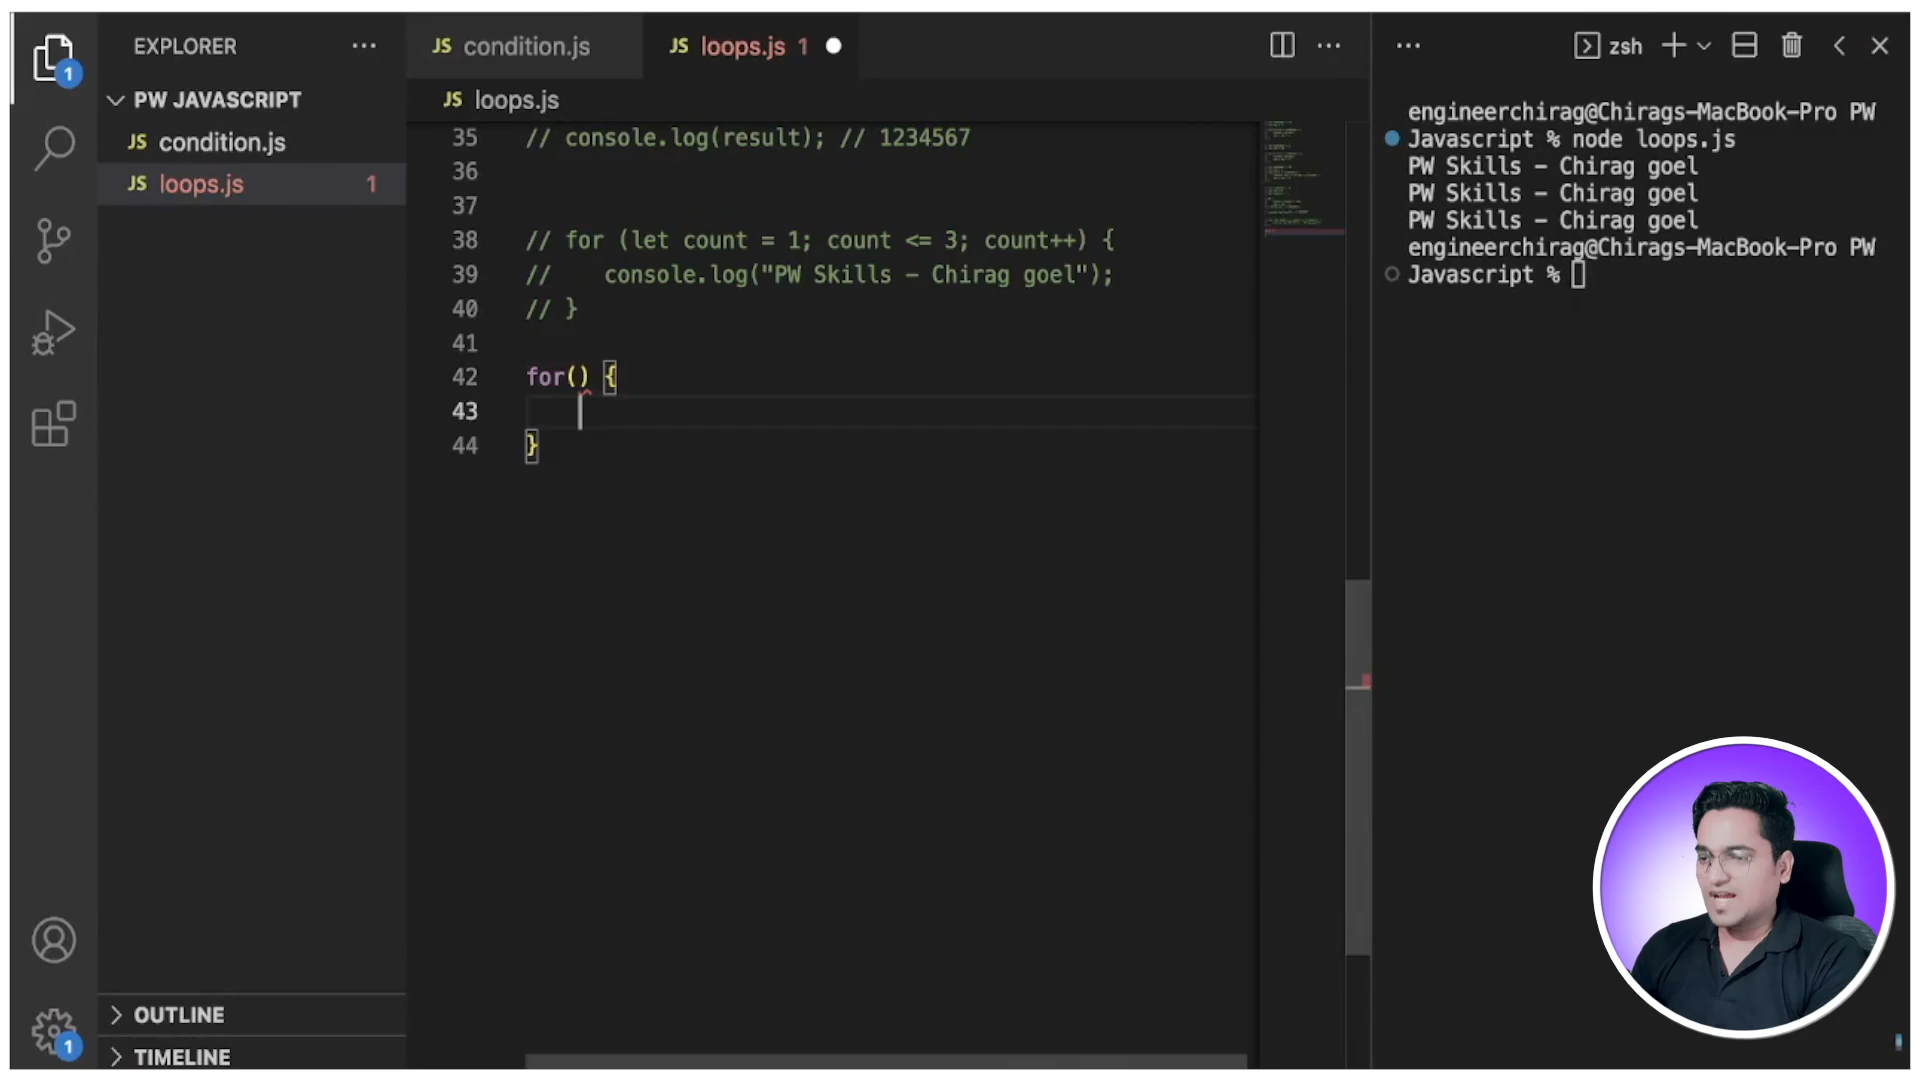 EXPLORER
PW JAVASCRIPT
JS condition.js
JS loops.js 1
OUTLINE
TIMELINE
1
1
JS condition.js
JS loops.js 1
JS loops.js
35 // console.log(result); // 1234567
36
37
38 // for (let count = 1; count <= 3; count++) {
39 //    console.log("PW Skills – Chirag goel");
40 // }
41
42 for() {
43
44 }
zsh
engineerchirag@Chirags-MacBook-Pro PW
Javascript % node loops.js
PW Skills – Chirag goel
PW Skills – Chirag goel
PW Skills – Chirag goel
engineerchirag@Chirags-MacBook-Pro PW
Javascript %